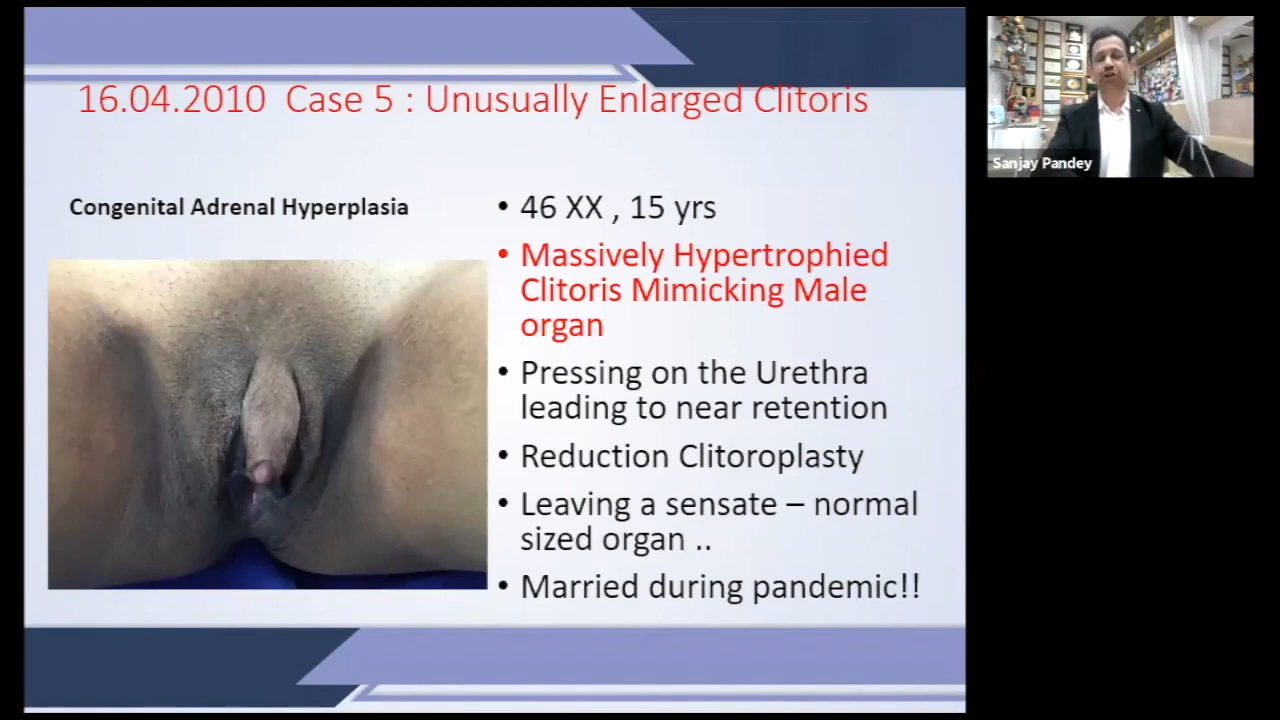 16.04.2010 Case 5 : Unusually Enlarged Clitoris
Sanjay Pandey
Congenital Adrenal Hyperplasia
• 46 XX , 15 yrs
• Massively Hypertrophied
Clitoris Mimicking Male
organ
• Pressing on the Urethra
leading to near retention
• Reduction Clitoroplasty
• Leaving a sensate – normal
sized organ ..
• Married during pandemic!!